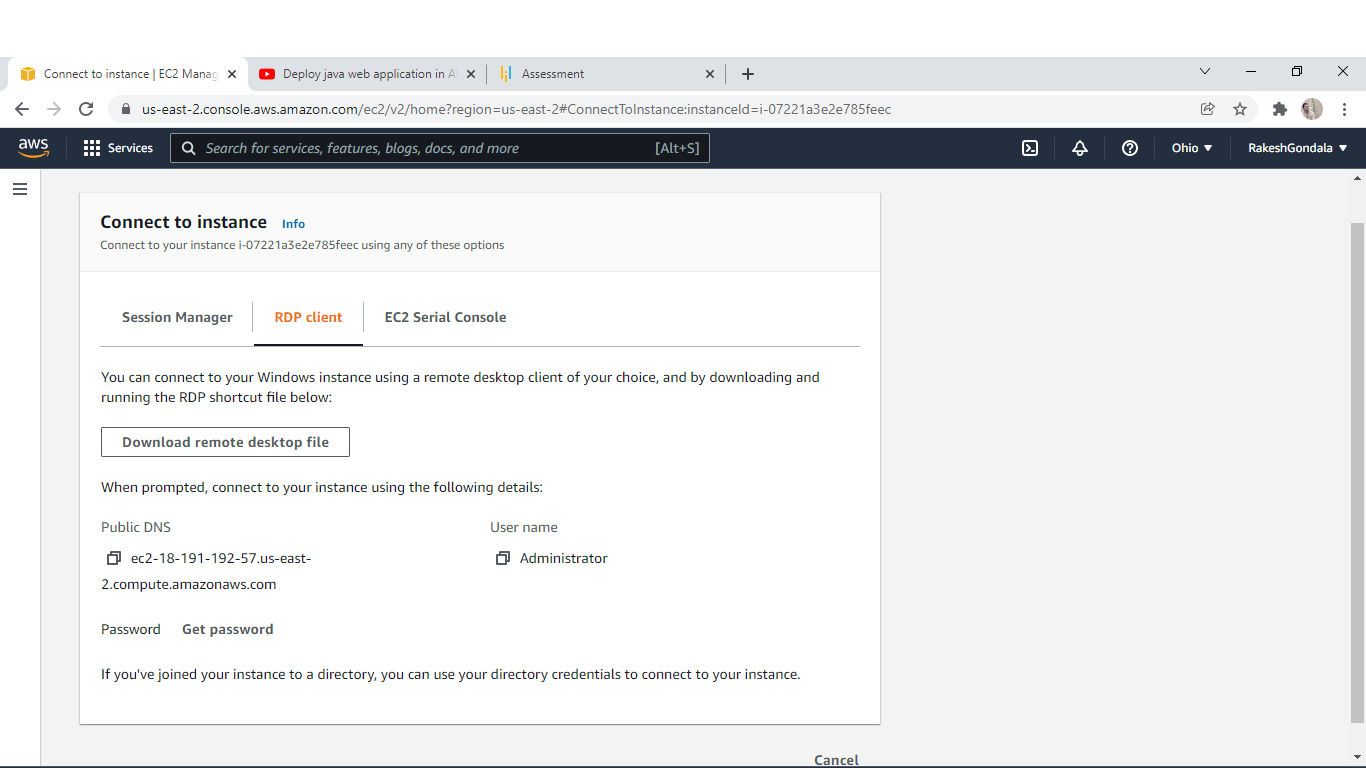 Connect to instance | EC2 Manag
Deploy java web application in A
Assessment
us-east-2.console.aws.amazon.com/ec2/v2/home?region=us-east-2#ConnectToInstance:instanceId=i-07221a3e2e785feec
aws
Services
Search for services, features, blogs, docs, and more
[Alt+S]
Ohio
RakeshGondala
Connect to instance Info
Connect to your instance i-07221a3e2e785feec using any of these options
Session Manager
RDP client
EC2 Serial Console
You can connect to your Windows instance using a remote desktop client of your choice, and by downloading and
running the RDP shortcut file below:
Download remote desktop file
When prompted, connect to your instance using the following details:
Public DNS
ec2-18-191-192-57.us-east-
2.compute.amazonaws.com
User name
Administrator
Password Get password
If you've joined your instance to a directory, you can use your directory credentials to connect to your instance.
Cancel